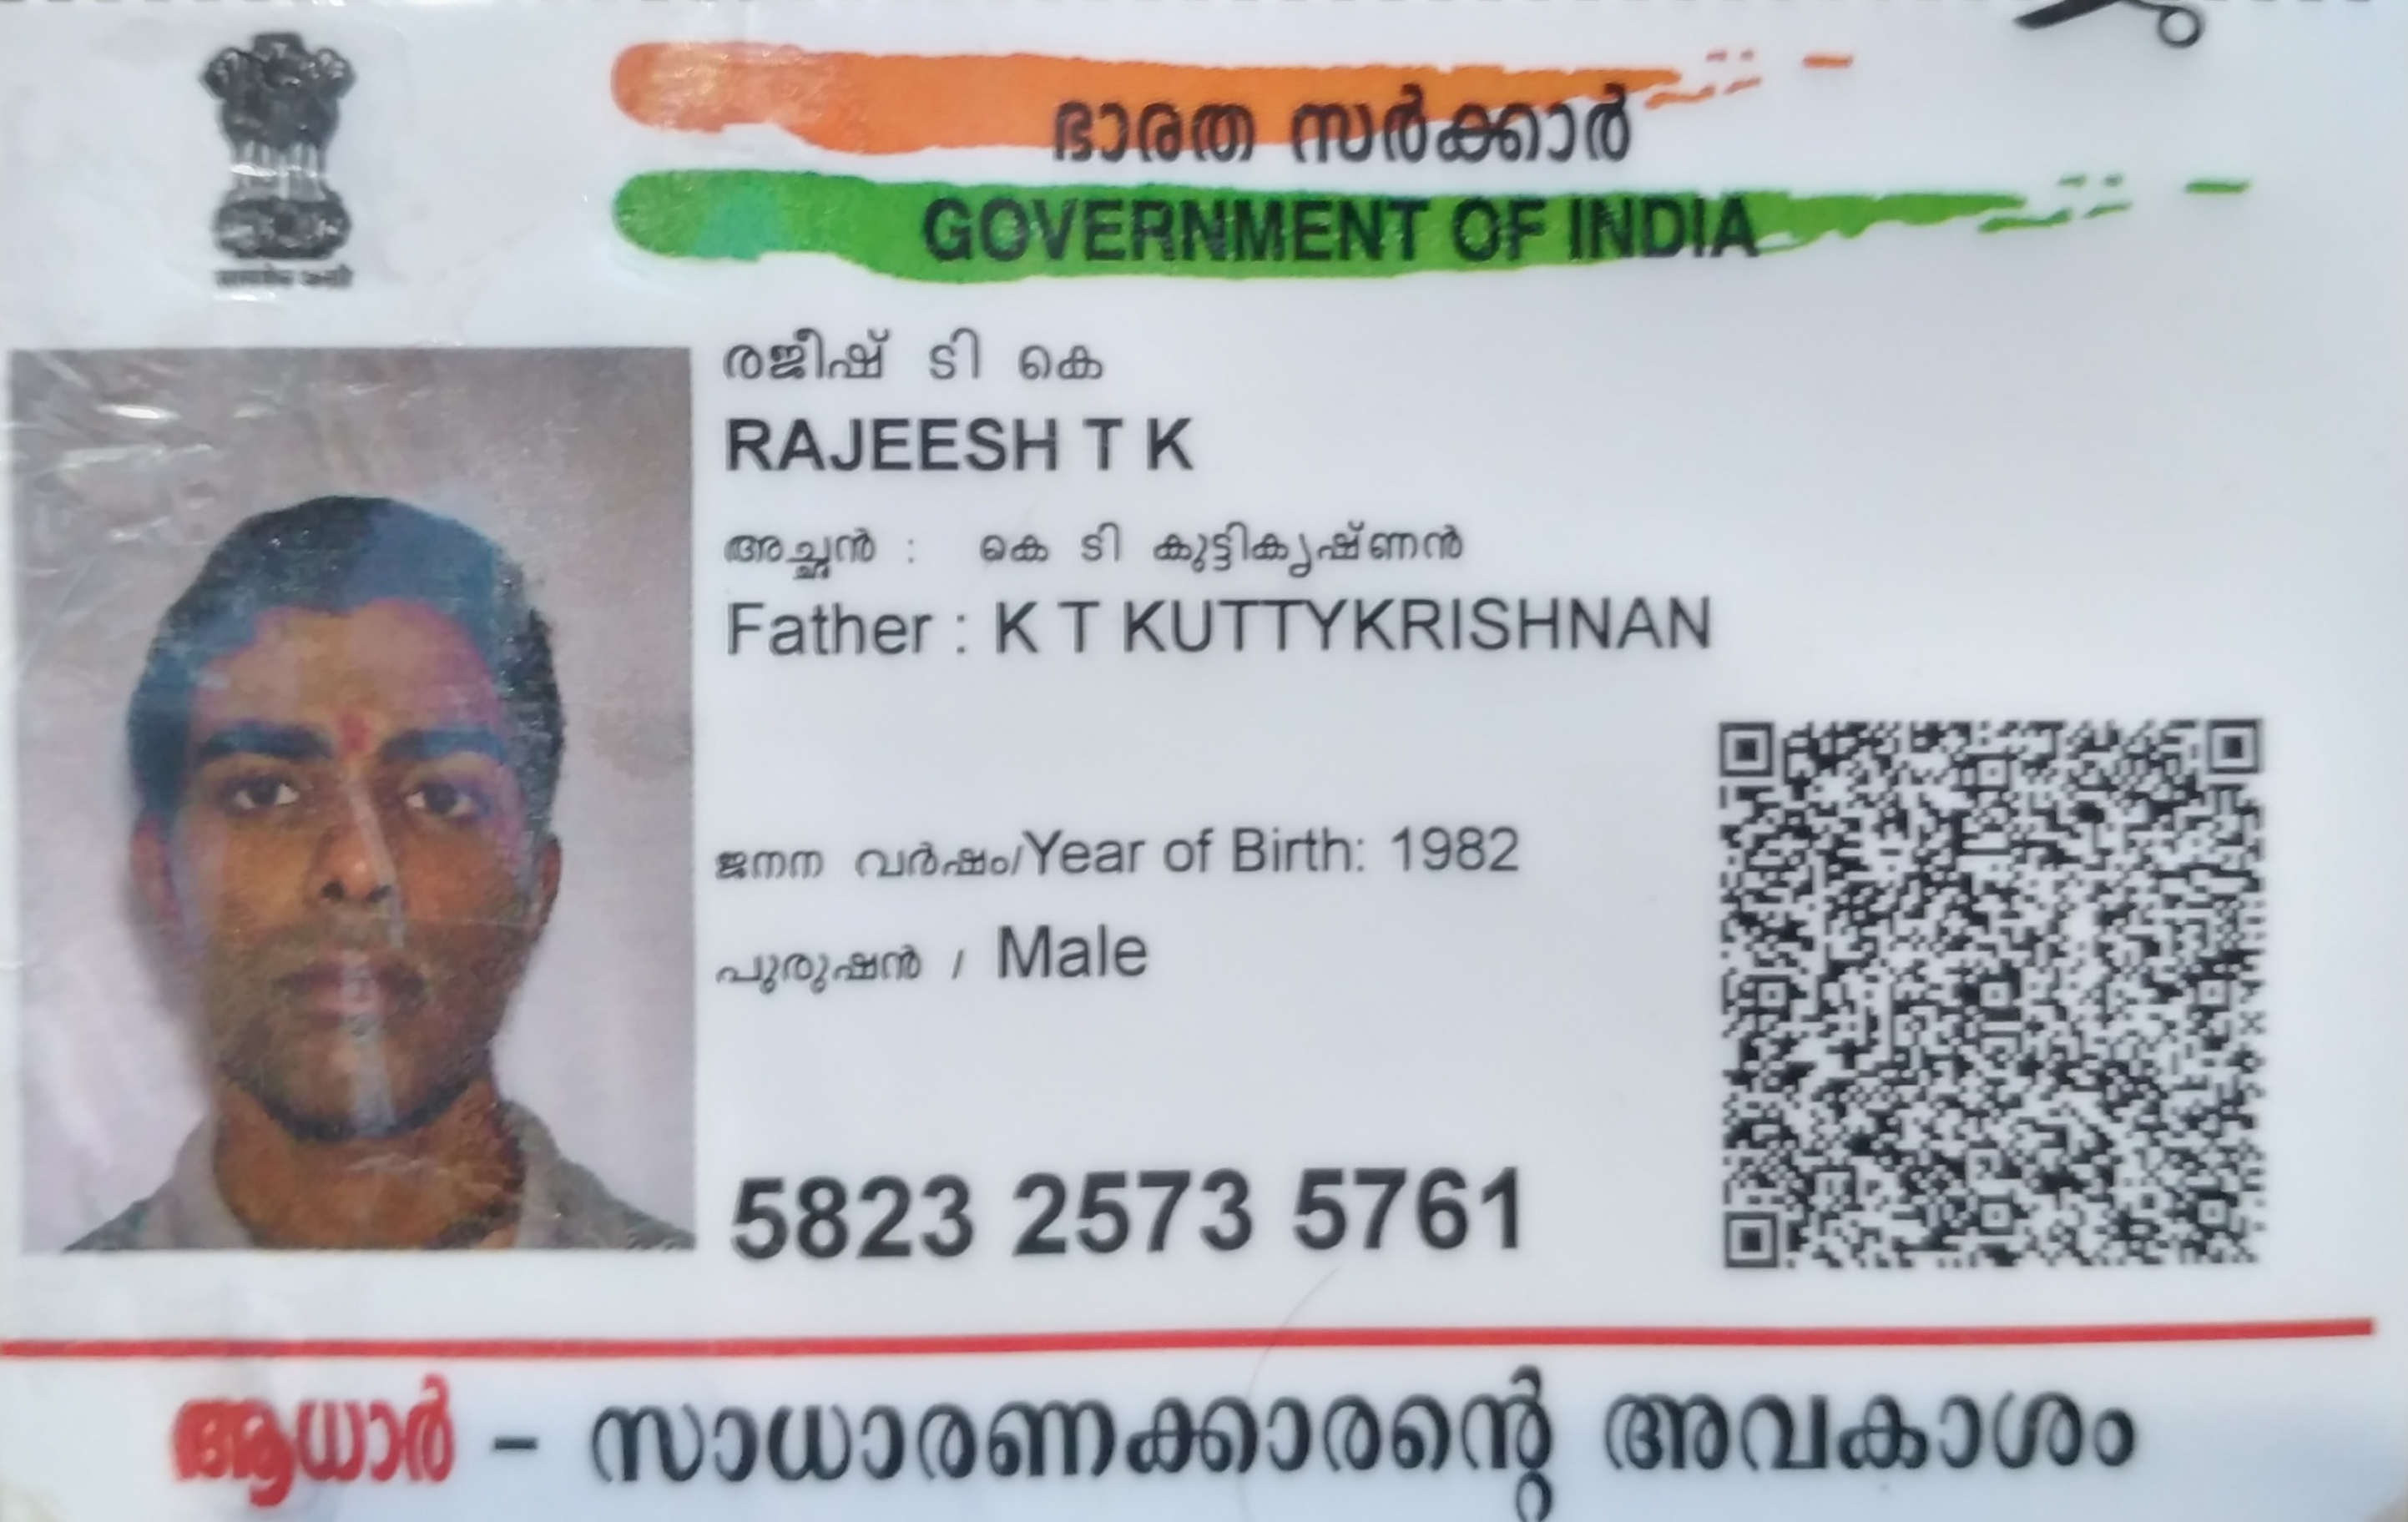 ഭാരത സർക്കാർ
GOVERNMENT OF INDIA
രജീഷ് ടി കെ
RAJEESH T K
അച്ഛൻ : കെ ടി കുട്ടികൃഷ്ണൻ
Father : K T KUTTYKRISHNAN
ജനന വർഷം/Year of Birth: 1982
പുരുഷൻ / Male
5823 2573 5761
ആധാർ – സാധാരണക്കാരന്റെ അവകാശം